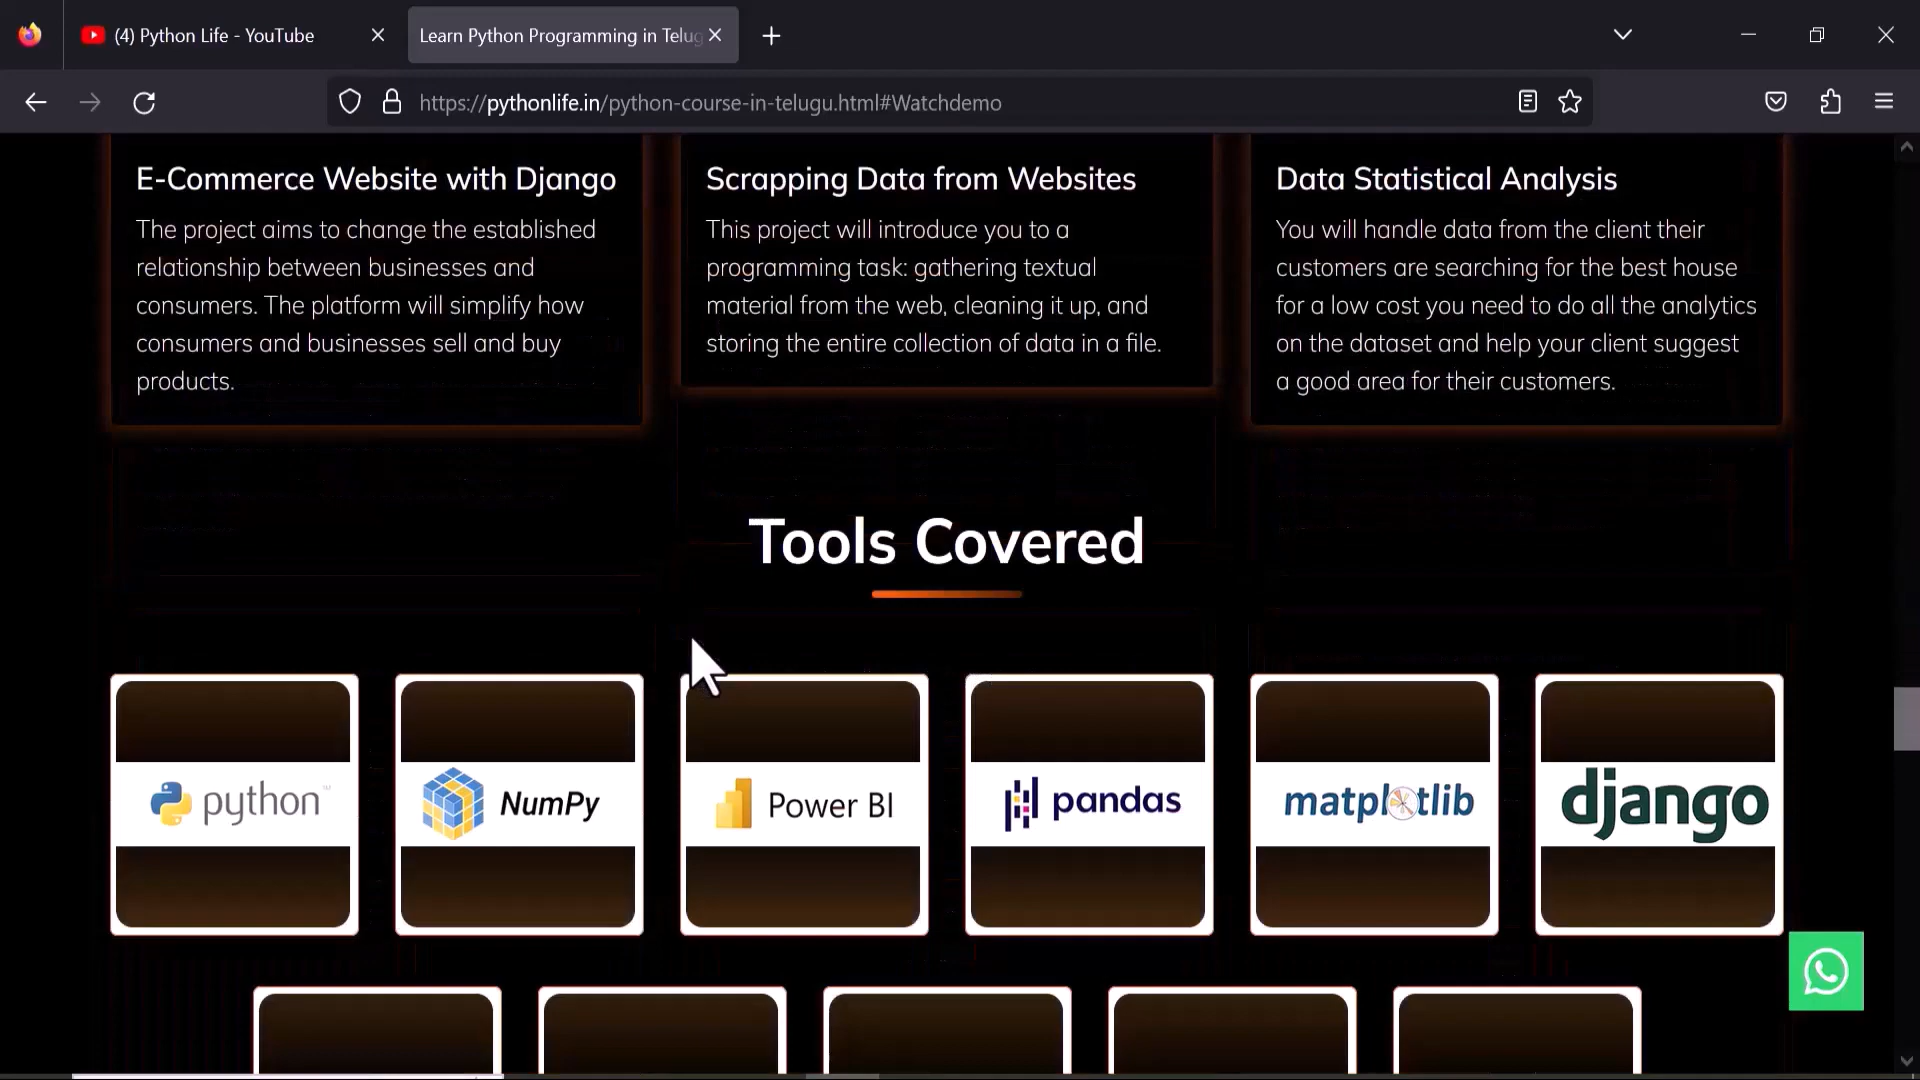 (4) Python Life - YouTube
Learn Python Programming in Telug
https://pythonlife.in/python-course-in-telugu.html#Watchdemo
E-Commerce Website with Django
The project aims to change the established
relationship between businesses and
consumers. The platform will simplify how
consumers and businesses sell and buy
products.
Scrapping Data from Websites
This project will introduce you to a
programming task: gathering textual
material from the web, cleaning it up, and
storing the entire collection of data in a file.
Data Statistical Analysis
You will handle data from the client their
customers are searching for the best house
for a low cost you need to do all the analytics
on the dataset and help your client suggest
a good area for their customers.
Tools Covered
python™
NumPy
Power BI
pandas
matplotlib
django